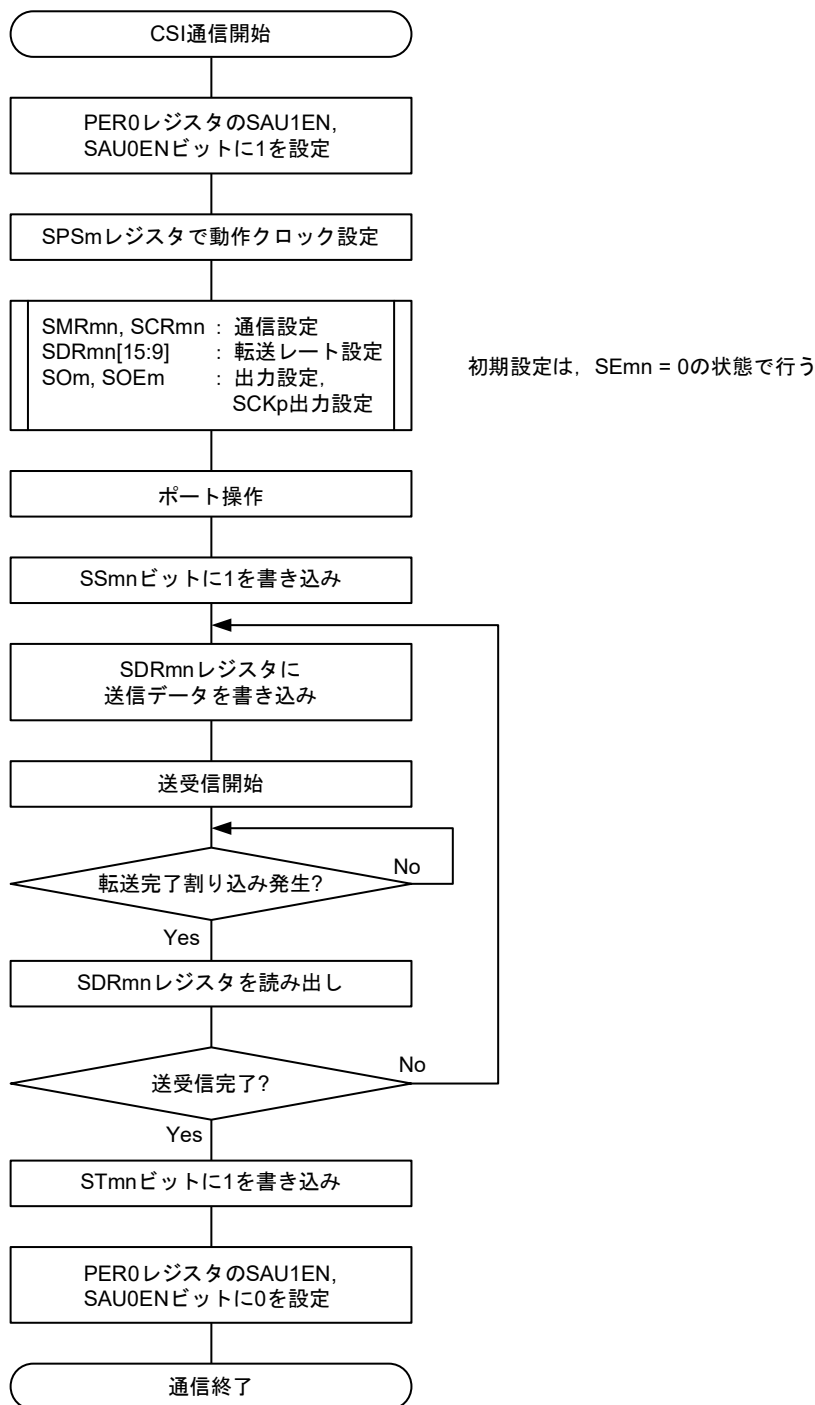 CSI通信開始
PER0レジスタのSAU1EN,
SAU0ENビットに1を設定
SPSmレジスタで動作クロック設定
SMRmn, SCRmn : 通信設定
SDRmn[15:9] : 転送レート設定
SOm, SOEm : 出力設定,
SCKp出力設定
初期設定は，SEmn = 0の状態で行う
ポート操作
SSmnビットに1を書き込み
SDRmnレジスタに
送信データを書き込み
送受信開始
転送完了割り込み発生?
No
Yes
SDRmnレジスタを読み出し
送受信完了?
No
Yes
STmnビットに1を書き込み
PER0レジスタのSAU1EN,
SAU0ENビットに0を設定
通信終了